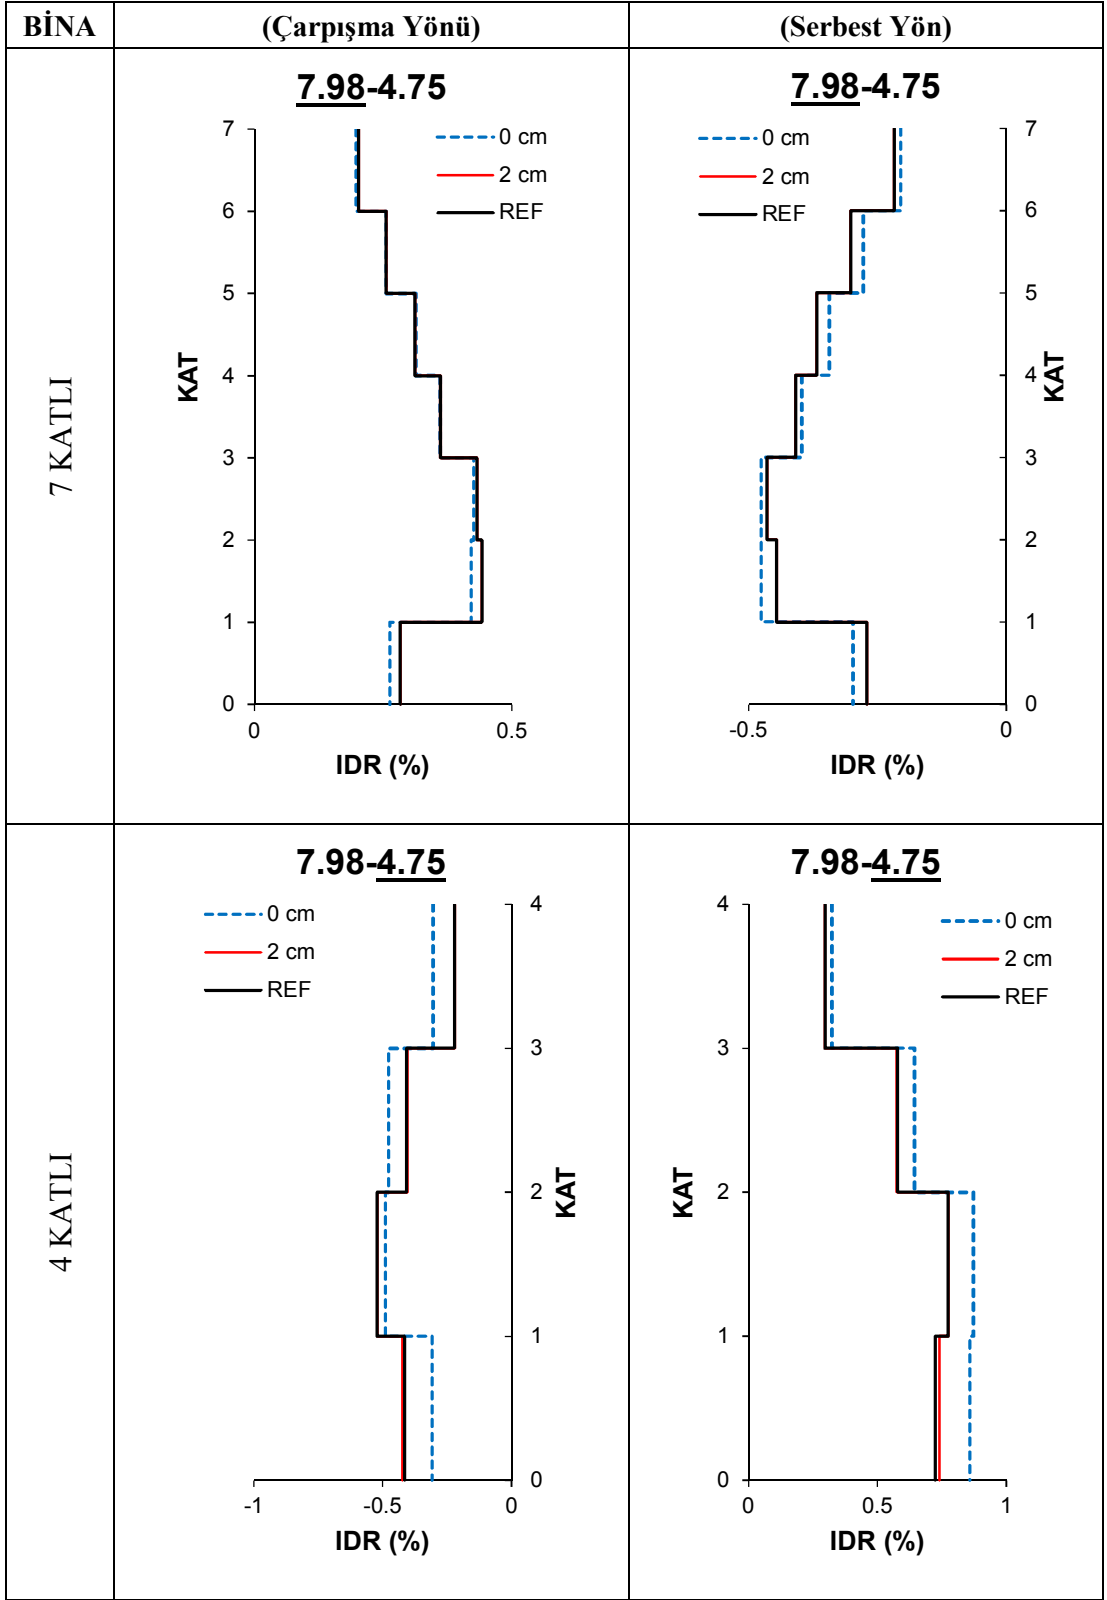 BİNA
(Çarpışma Yönü)
(Serbest Yön)
7 KATLI
7.98-4.75
7
6
5
4
3
2
1
0
KAT
0 cm
2 cm
REF
0
0.5
IDR (%)
7.98-4.75
0 cm
2 cm
REF
7
6
5
4
3
2
1
0
KAT
-0.5
0
IDR (%)
4 KATLI
7.98-4.75
0 cm
2 cm
REF
4
3
2
1
0
KAT
-1
-0.5
0
IDR (%)
7.98-4.75
4
3
2
1
0
KAT
0 cm
2 cm
REF
0
0.5
1
IDR (%)